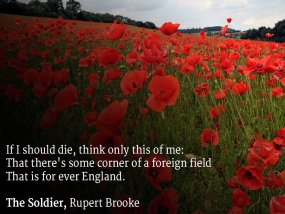 If I should die, think only this of me:
That there's some corner of a foreign field
That is for ever England.
The Soldier, Rupert Brooke